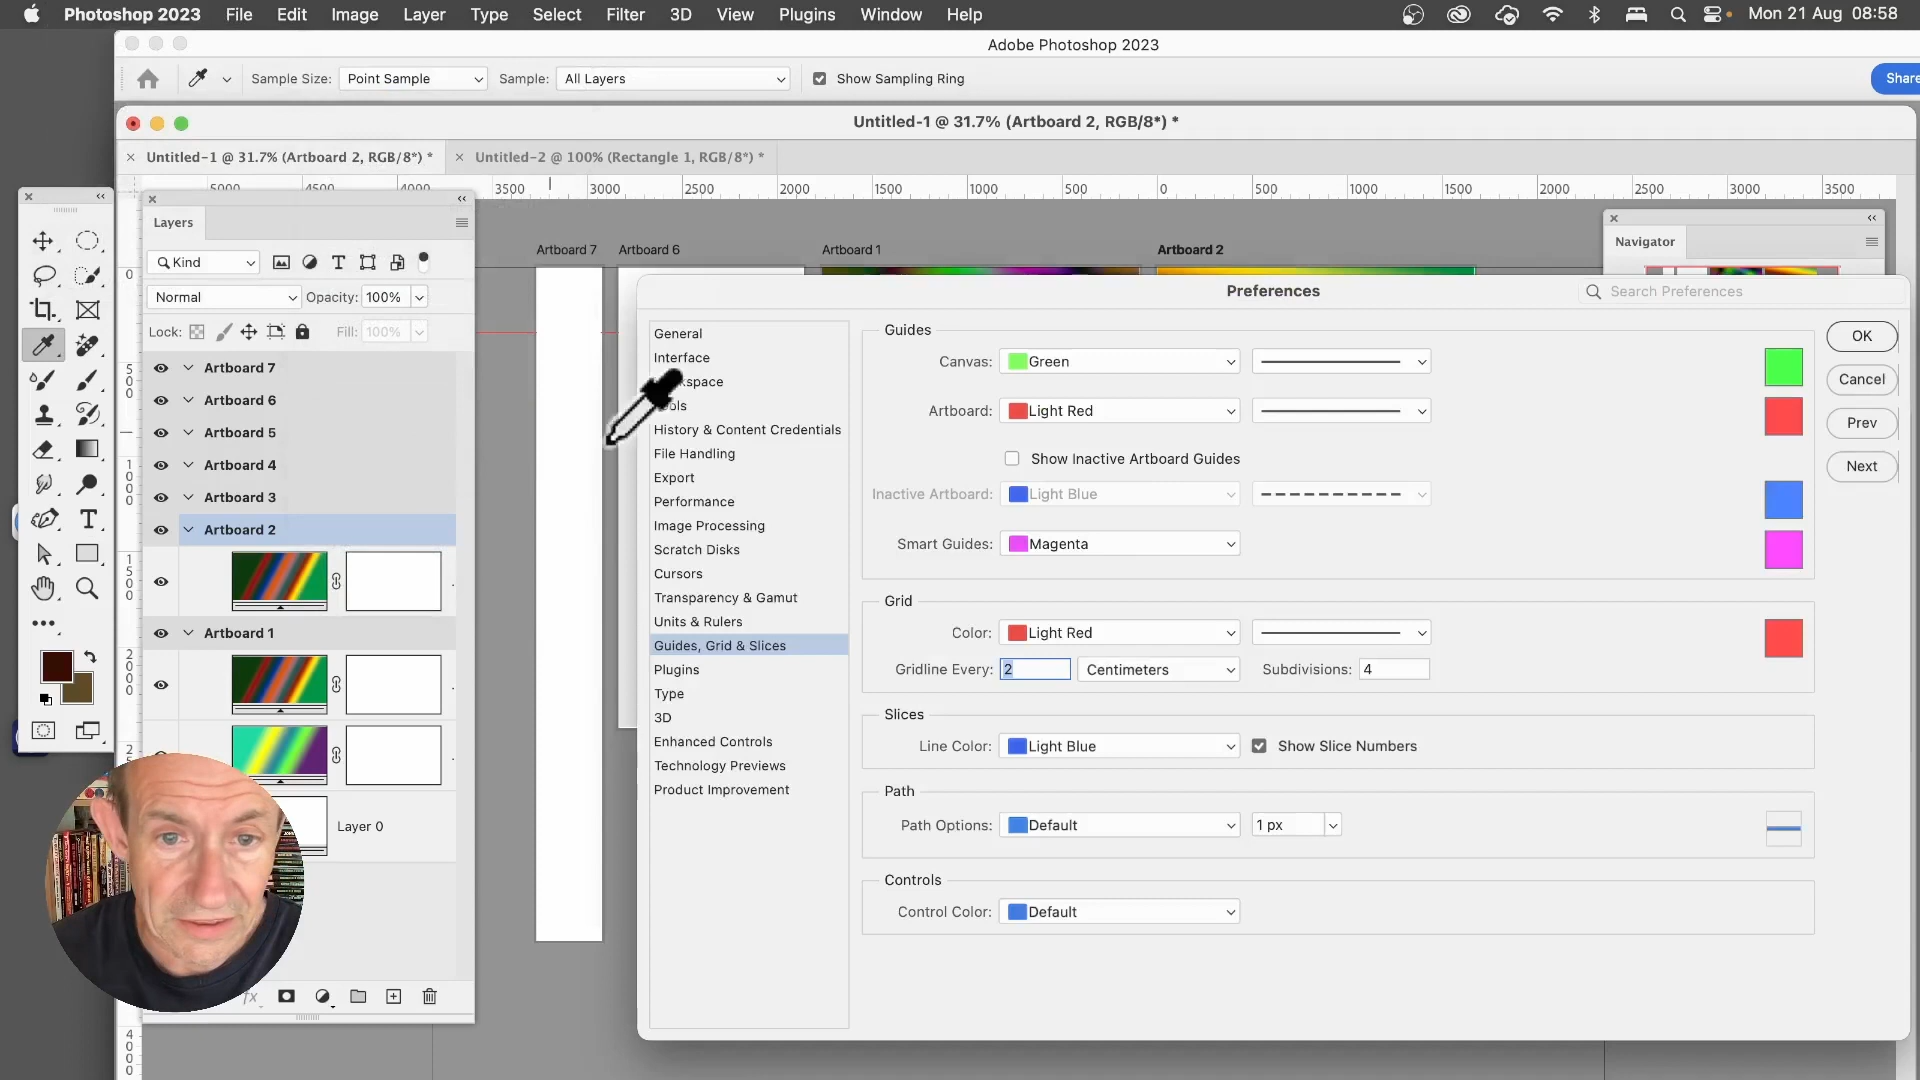 Photoshop 2023 File Edit Image Layer Type Select Filter 3D View Plugins Window Help Mon 21 Aug 08:58
Adobe Photoshop 2023
Sample Size: Point Sample Sample: All Layers Show Sampling Ring Share
Untitled-1 @ 31.7% (Artboard 2, RGB/8*) *
Untitled-1 @ 31.7% (Artboard 2, RGB/8*) * Untitled-2 @ 100% (Rectangle 1, RGB/8*) *
5000 4500 4000 3500 3000 2500 2000 1500 1000 500 0 500 1000 1500 2000 2500 3000 3500
Layers
Kind
Normal Opacity: 100%
Lock: Fill: 100%
Artboard 7
Artboard 6
Artboard 5
Artboard 4
Artboard 3
Artboard 2
Artboard 1
Layer 0
fx
0
500
1000
1500
2000
2
4000
Artboard 7 Artboard 6 Artboard 1 Artboard 2
Navigator
Preferences
Search Preferences
General
Interface
kspace
ols
History & Content Credentials
File Handling
Export
Performance
Image Processing
Scratch Disks
Cursors
Transparency & Gamut
Units & Rulers
Guides, Grid & Slices
Plugins
Type
3D
Enhanced Controls
Technology Previews
Product Improvement
Guides
Canvas: Green
Artboard: Light Red
Show Inactive Artboard Guides
Inactive Artboard: Light Blue
Smart Guides: Magenta
Grid
Color: Light Red
Gridline Every: 2 Centimeters Subdivisions: 4
Slices
Line Color: Light Blue Show Slice Numbers
Path
Path Options: Default 1 px
Controls
Control Color: Default
OK
Cancel
Prev
Next